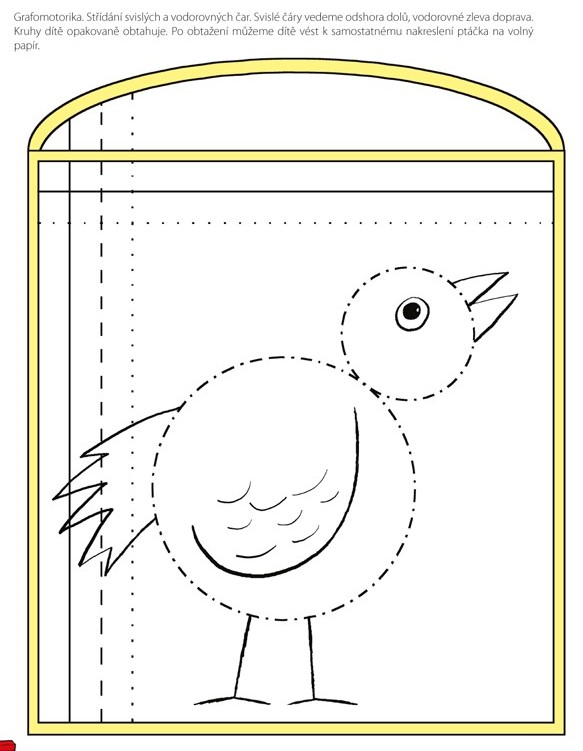 Grafomotorika. Střídání svislých a vodorovných čar. Svislé čáry vedeme odshora dolů, vodorovné zleva doprava.
Kruhy dítě opakovaně obtahuje. Po obtažení můžeme dítě vést k samostatnému nakreslení ptáčka na volný
papír.